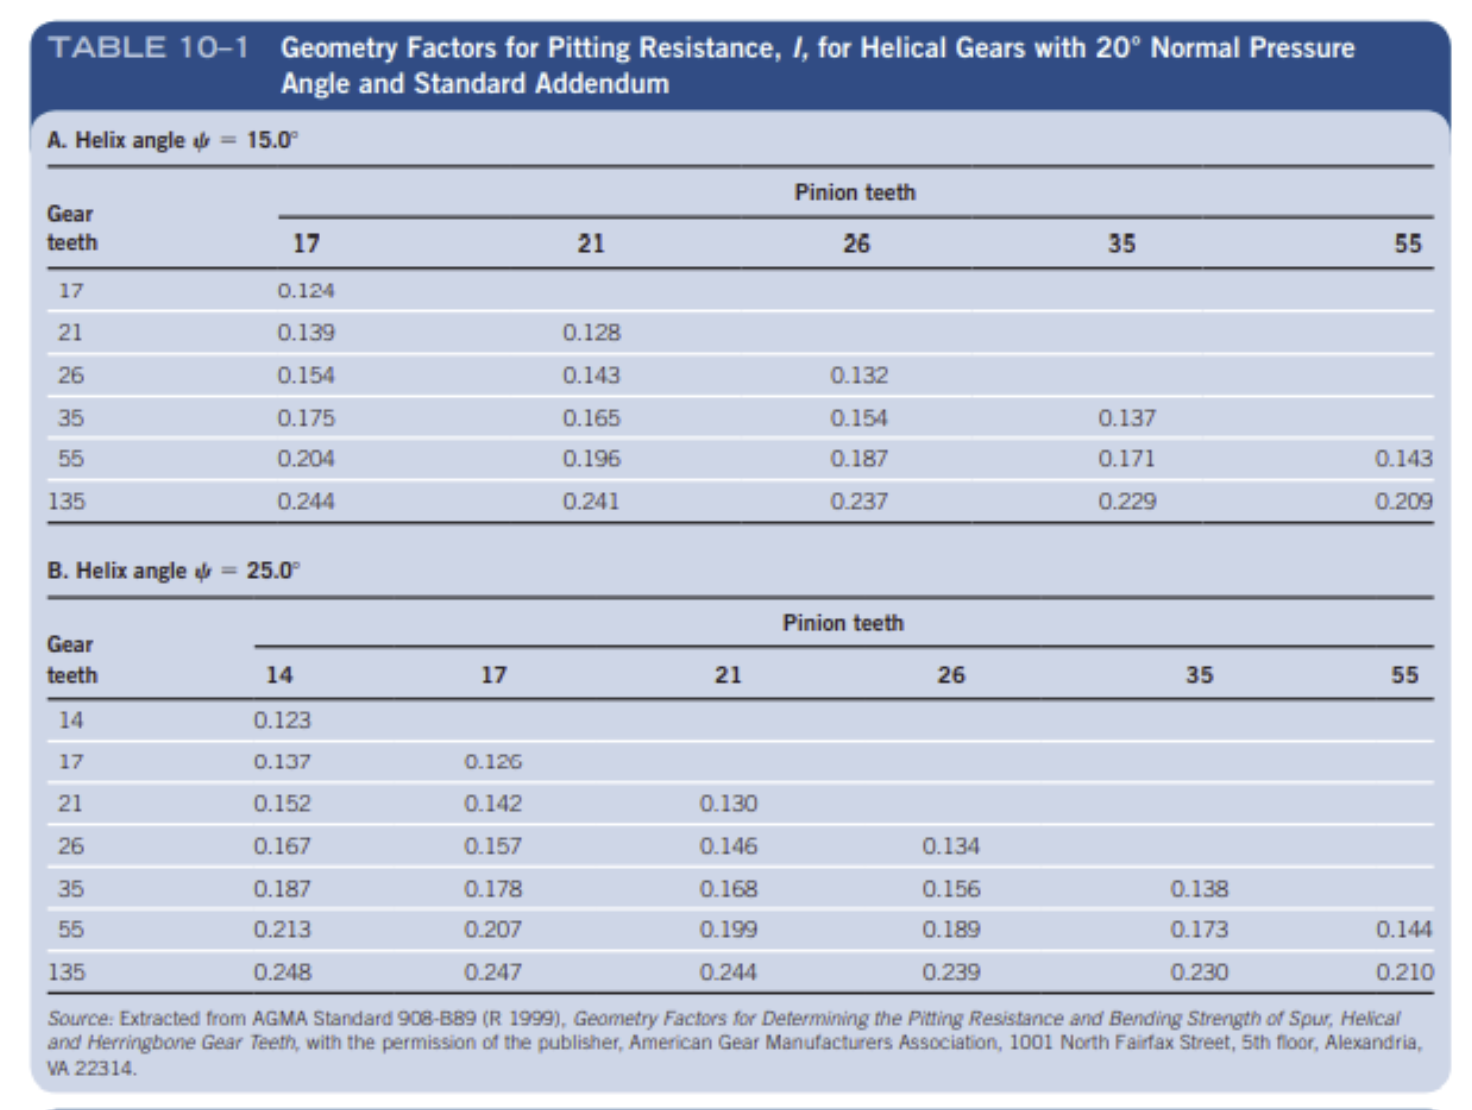 TABLE 10–1 Geometry Factors for Pitting Resistance, I, for Helical Gears with 20° Normal Pressure
Angle and Standard Addendum
A. Helix angle ψ = 15.0°
Pinion teeth
Gear
teeth 17 21 26 35 55
17 0.124
21 0.139 0.128
26 0.154 0.143 0.132
35 0.175 0.165 0.154 0.137
55 0.204 0.196 0.187 0.171 0.143
135 0.244 0.241 0.237 0.229 0.209
B. Helix angle ψ = 25.0°
Pinion teeth
Gear
teeth 14 17 21 26 35 55
14 0.123
17 0.137 0.126
21 0.152 0.142 0.130
26 0.167 0.157 0.146 0.134
35 0.187 0.178 0.168 0.156 0.138
55 0.213 0.207 0.199 0.189 0.173 0.144
135 0.248 0.247 0.244 0.239 0.230 0.210
Source: Extracted from AGMA Standard 908-B89 (R 1999), Geometry Factors for Determining the Pitting Resistance and Bending Strength of Spur, Helical
and Herringbone Gear Teeth, with the permission of the publisher, American Gear Manufacturers Association, 1001 North Fairfax Street, 5th floor, Alexandria,
VA 22314.